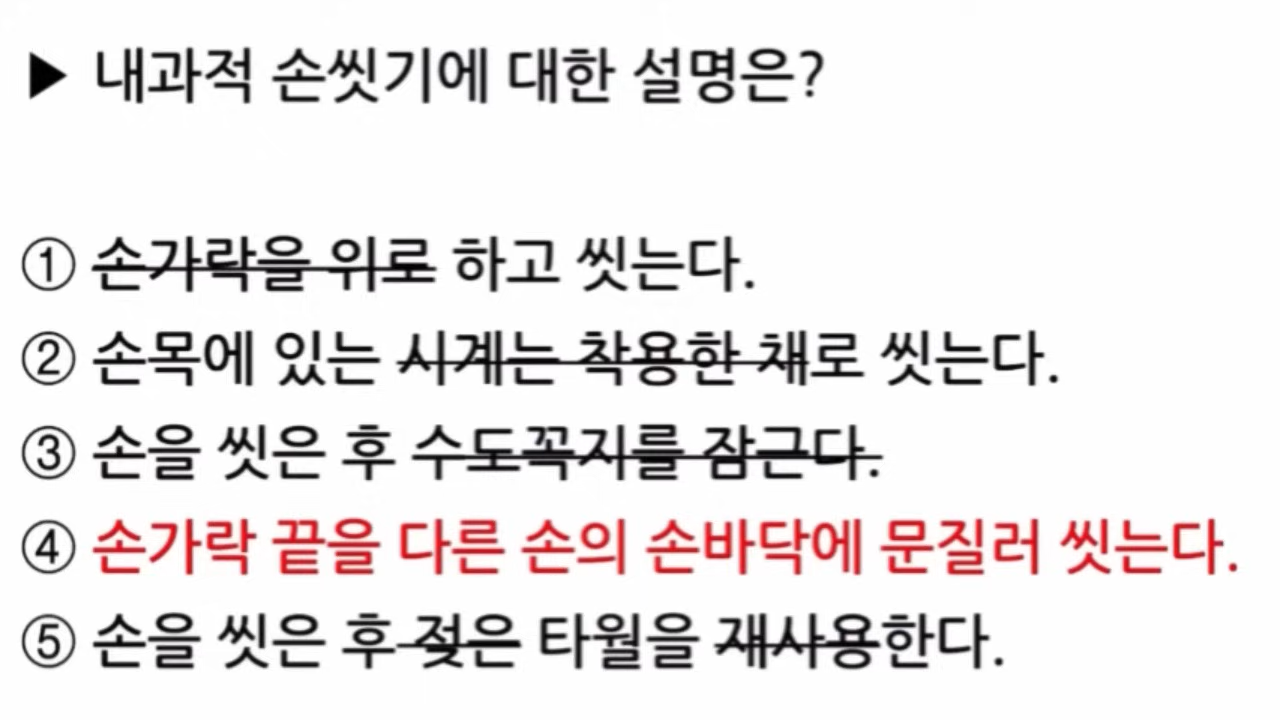 ▶ 내과적 손씻기에 대한 설명은?
① 손가락을 위로 하고 씻는다.
② 손목에 있는 시계는 착용한 채로 씻는다.
③ 손을 씻은 후 수도꼭지를 잠근다.
④ 손가락 끝을 다른 손의 손바닥에 문질러 씻는다.
⑤ 손을 씻은 후 젖은 타월을 재사용한다.